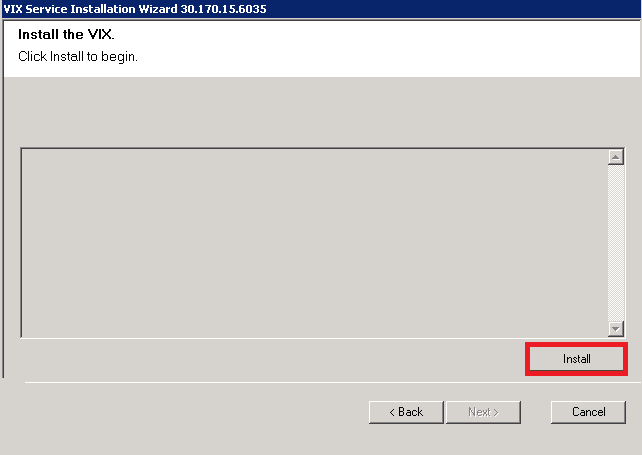 VIX Service Installation Wizard 30.170.15.6035
Install the VIX.
Click Install to begin.
Install
< Back
Next >
Cancel